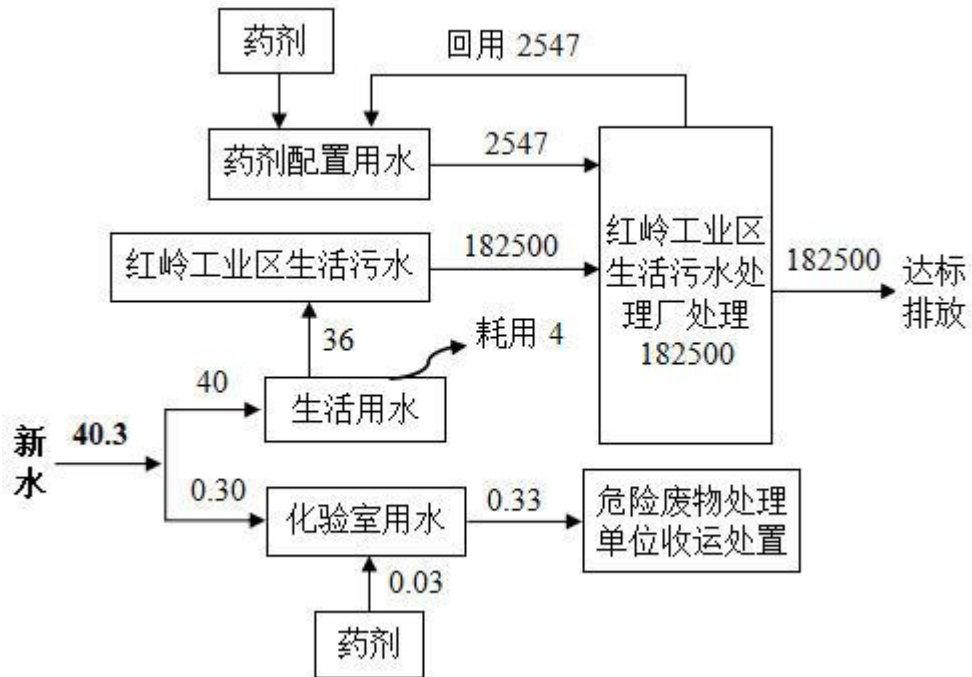 药剂
回用 2547
药剂配置用水
2547
红岭工业区生活污水
182500
红岭工业区
生活污水处
理厂处理
182500
182500
达标
排放
36
耗用 4
40
生活用水
新
水
40.3
0.30
化验室用水
0.33
危险废物处理
单位收运处置
0.03
药剂